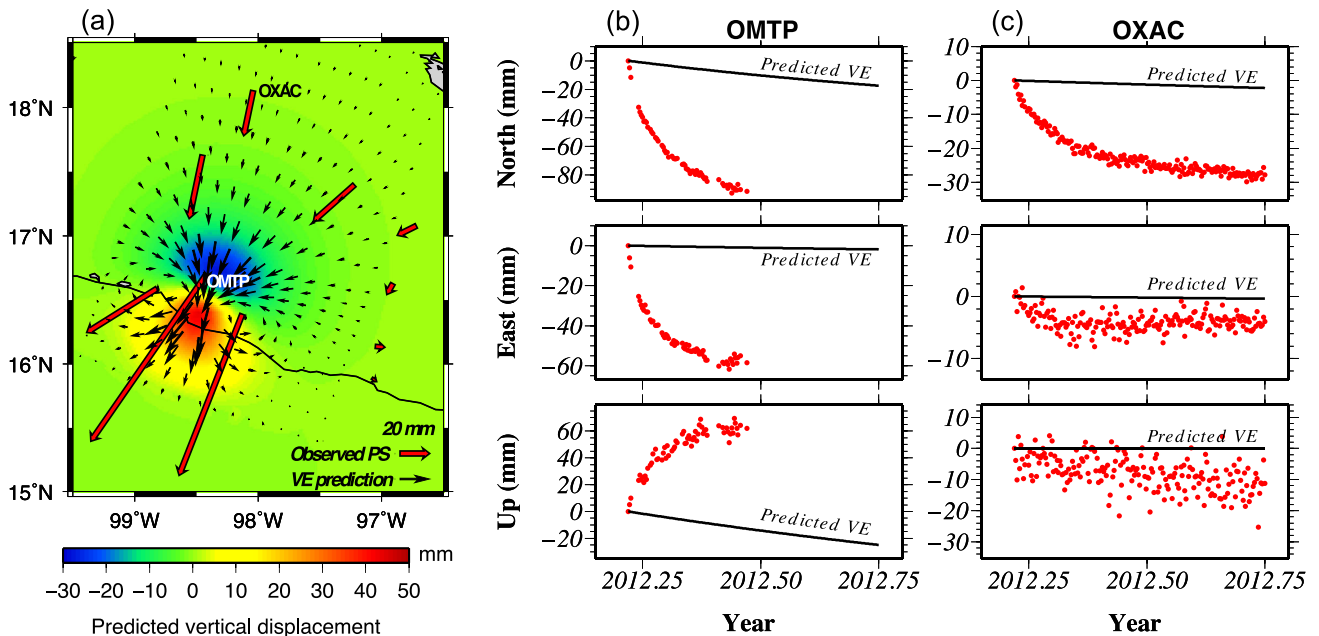 (a)
18°N
17°N
16°N
15°N
99°W
98°W
97°W
OXAC
OMTP
20 mm
Observed PS
VE prediction
mm
−30 −20 −10 0 10 20 30 40 50
Predicted vertical displacement
(b)
OMTP
North (mm)
0
−20
−40
−60
−80
Predicted VE
East (mm)
0
−20
−40
−60
Predicted VE
Up (mm)
60
40
20
0
−20
Predicted VE
2012.25 2012.50 2012.75
Year
(c)
OXAC
10
0
−10
−20
−30
Predicted VE
10
0
−10
Predicted VE
10
0
−10
−20
−30
Predicted VE
2012.25 2012.50 2012.75
Year